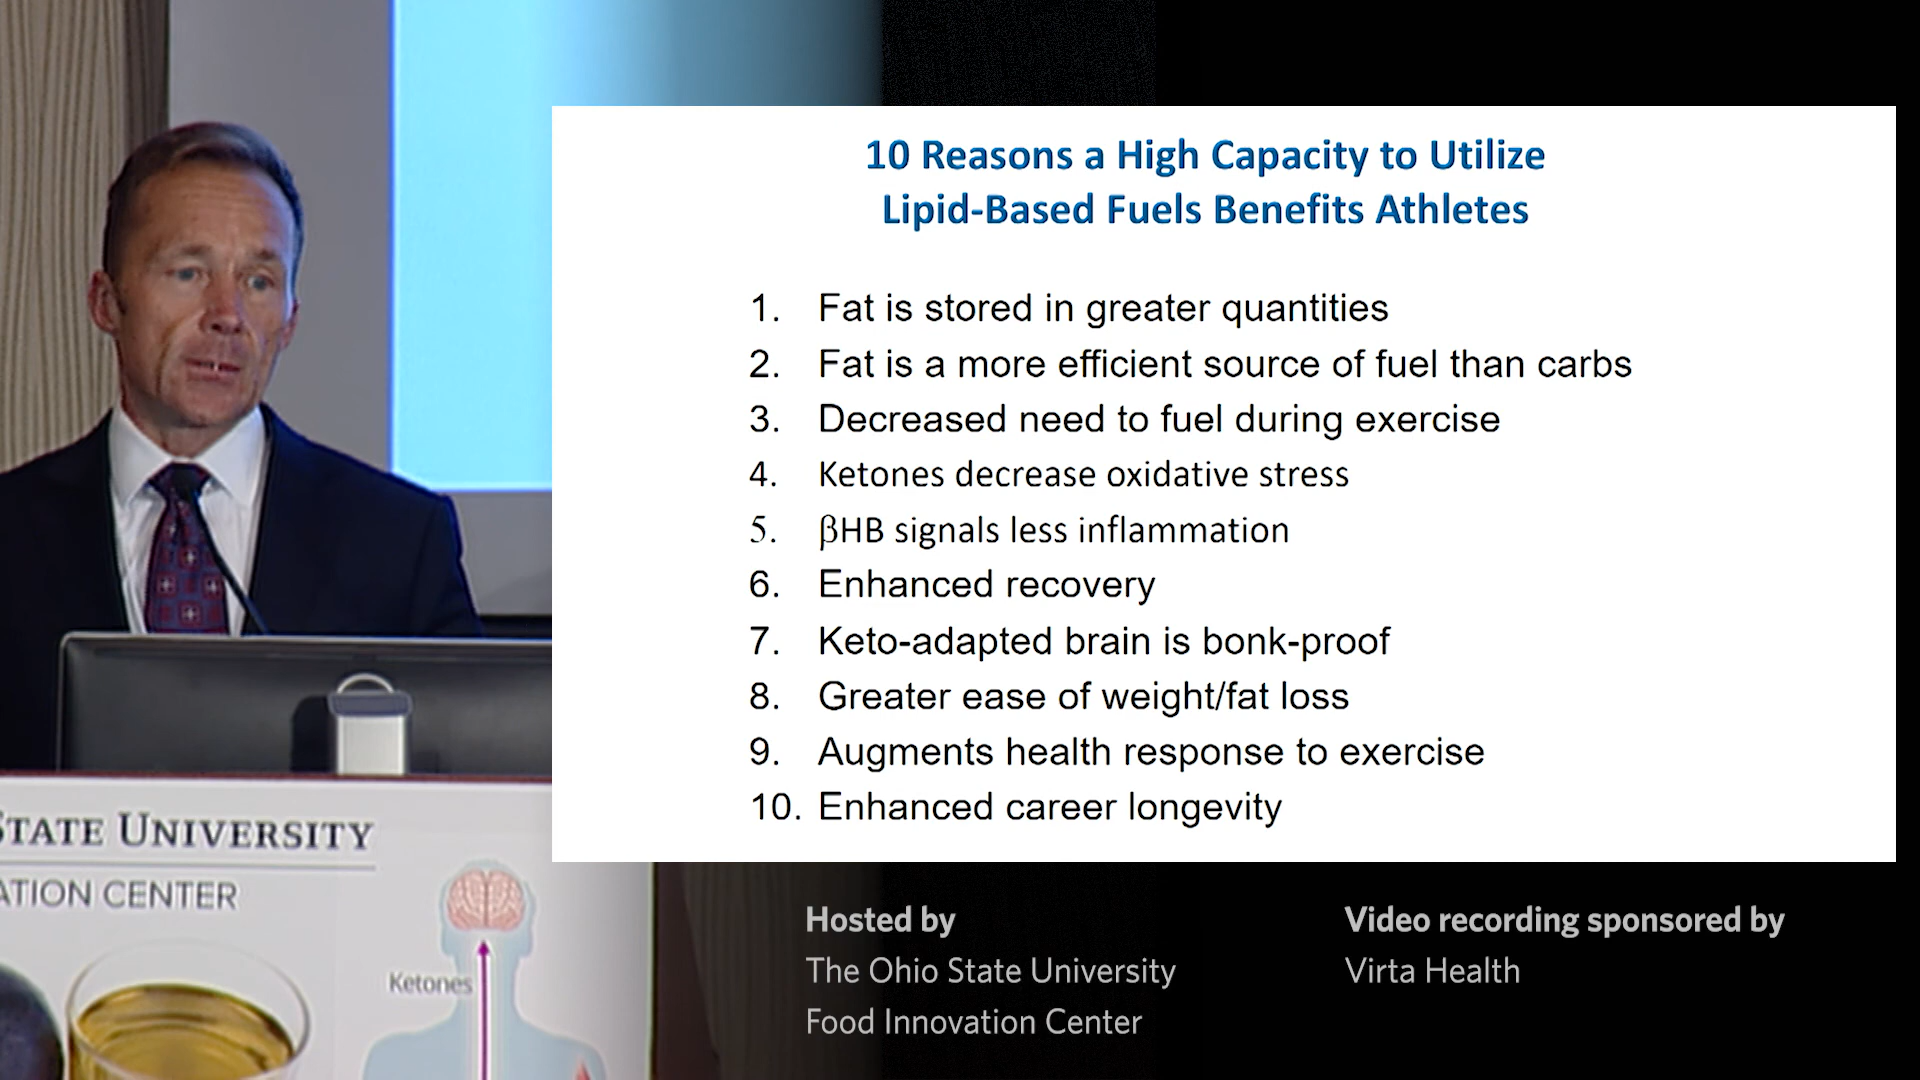 10 Reasons a High Capacity to Utilize
Lipid-Based Fuels Benefits Athletes
1. Fat is stored in greater quantities
2. Fat is a more efficient source of fuel than carbs
3. Decreased need to fuel during exercise
4. Ketones decrease oxidative stress
5. βHB signals less inflammation
6. Enhanced recovery
7. Keto-adapted brain is bonk-proof
8. Greater ease of weight/fat loss
9. Augments health response to exercise
10. Enhanced career longevity
STATE UNIVERSITY
ATION CENTER
Ketones
Hosted by
The Ohio State University
Food Innovation Center
Video recording sponsored by
Virta Health